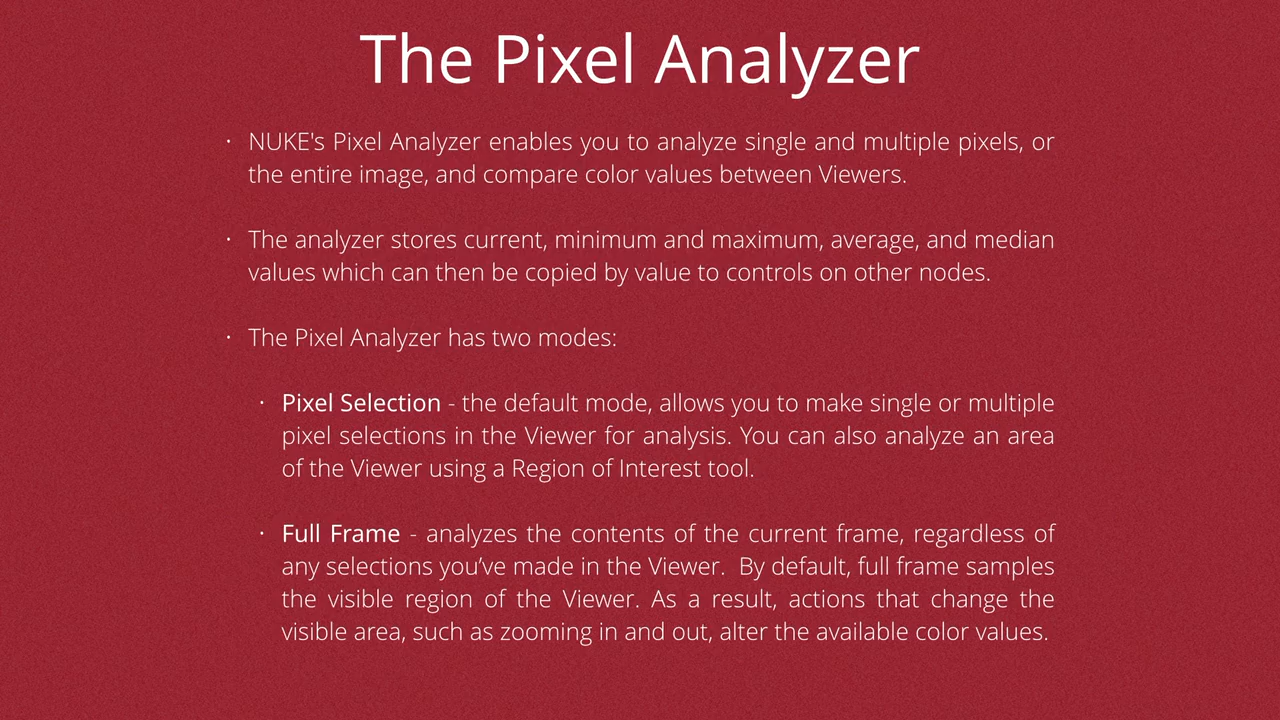 The Pixel Analyzer
· NUKE's Pixel Analyzer enables you to analyze single and multiple pixels, or
the entire image, and compare color values between Viewers.
· The analyzer stores current, minimum and maximum, average, and median
values which can then be copied by value to controls on other nodes.
· The Pixel Analyzer has two modes:
· Pixel Selection - the default mode, allows you to make single or multiple
pixel selections in the Viewer for analysis. You can also analyze an area
of the Viewer using a Region of Interest tool.
· Full Frame - analyzes the contents of the current frame, regardless of
any selections you’ve made in the Viewer.  By default, full frame samples
the visible region of the Viewer. As a result, actions that change the
visible area, such as zooming in and out, alter the available color values.